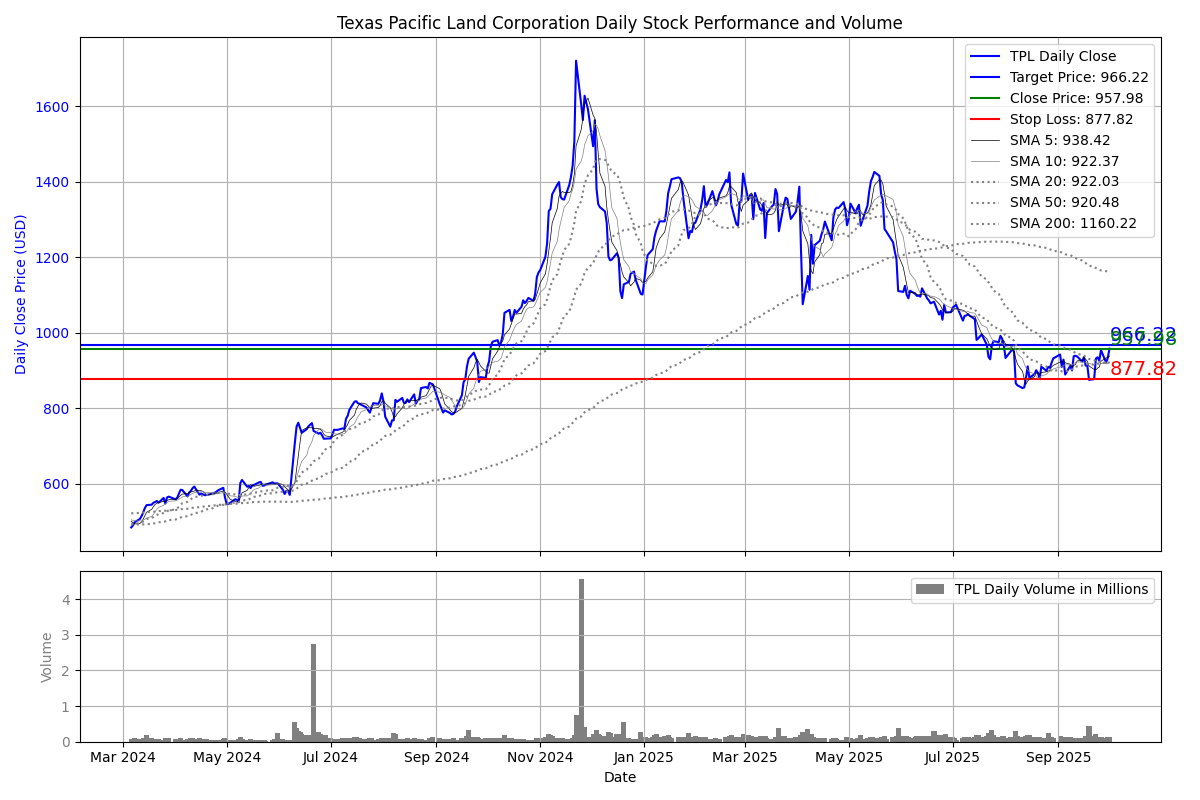 Texas Pacific Land Corporation Daily Stock Performance and Volume
Daily Close Price (USD)
1600
1400
1200
1000
800
600
TPL Daily Close
Target Price: 966.22
Close Price: 957.98
Stop Loss: 877.82
SMA 5: 938.42
SMA 10: 922.37
SMA 20: 922.03
SMA 50: 920.48
SMA 200: 1160.22
966.22
957.98
877.82
Volume
4
3
2
1
0
TPL Daily Volume in Millions
Mar 2024 May 2024 Jul 2024 Sep 2024 Nov 2024 Jan 2025 Mar 2025 May 2025 Jul 2025 Sep 2025
Date